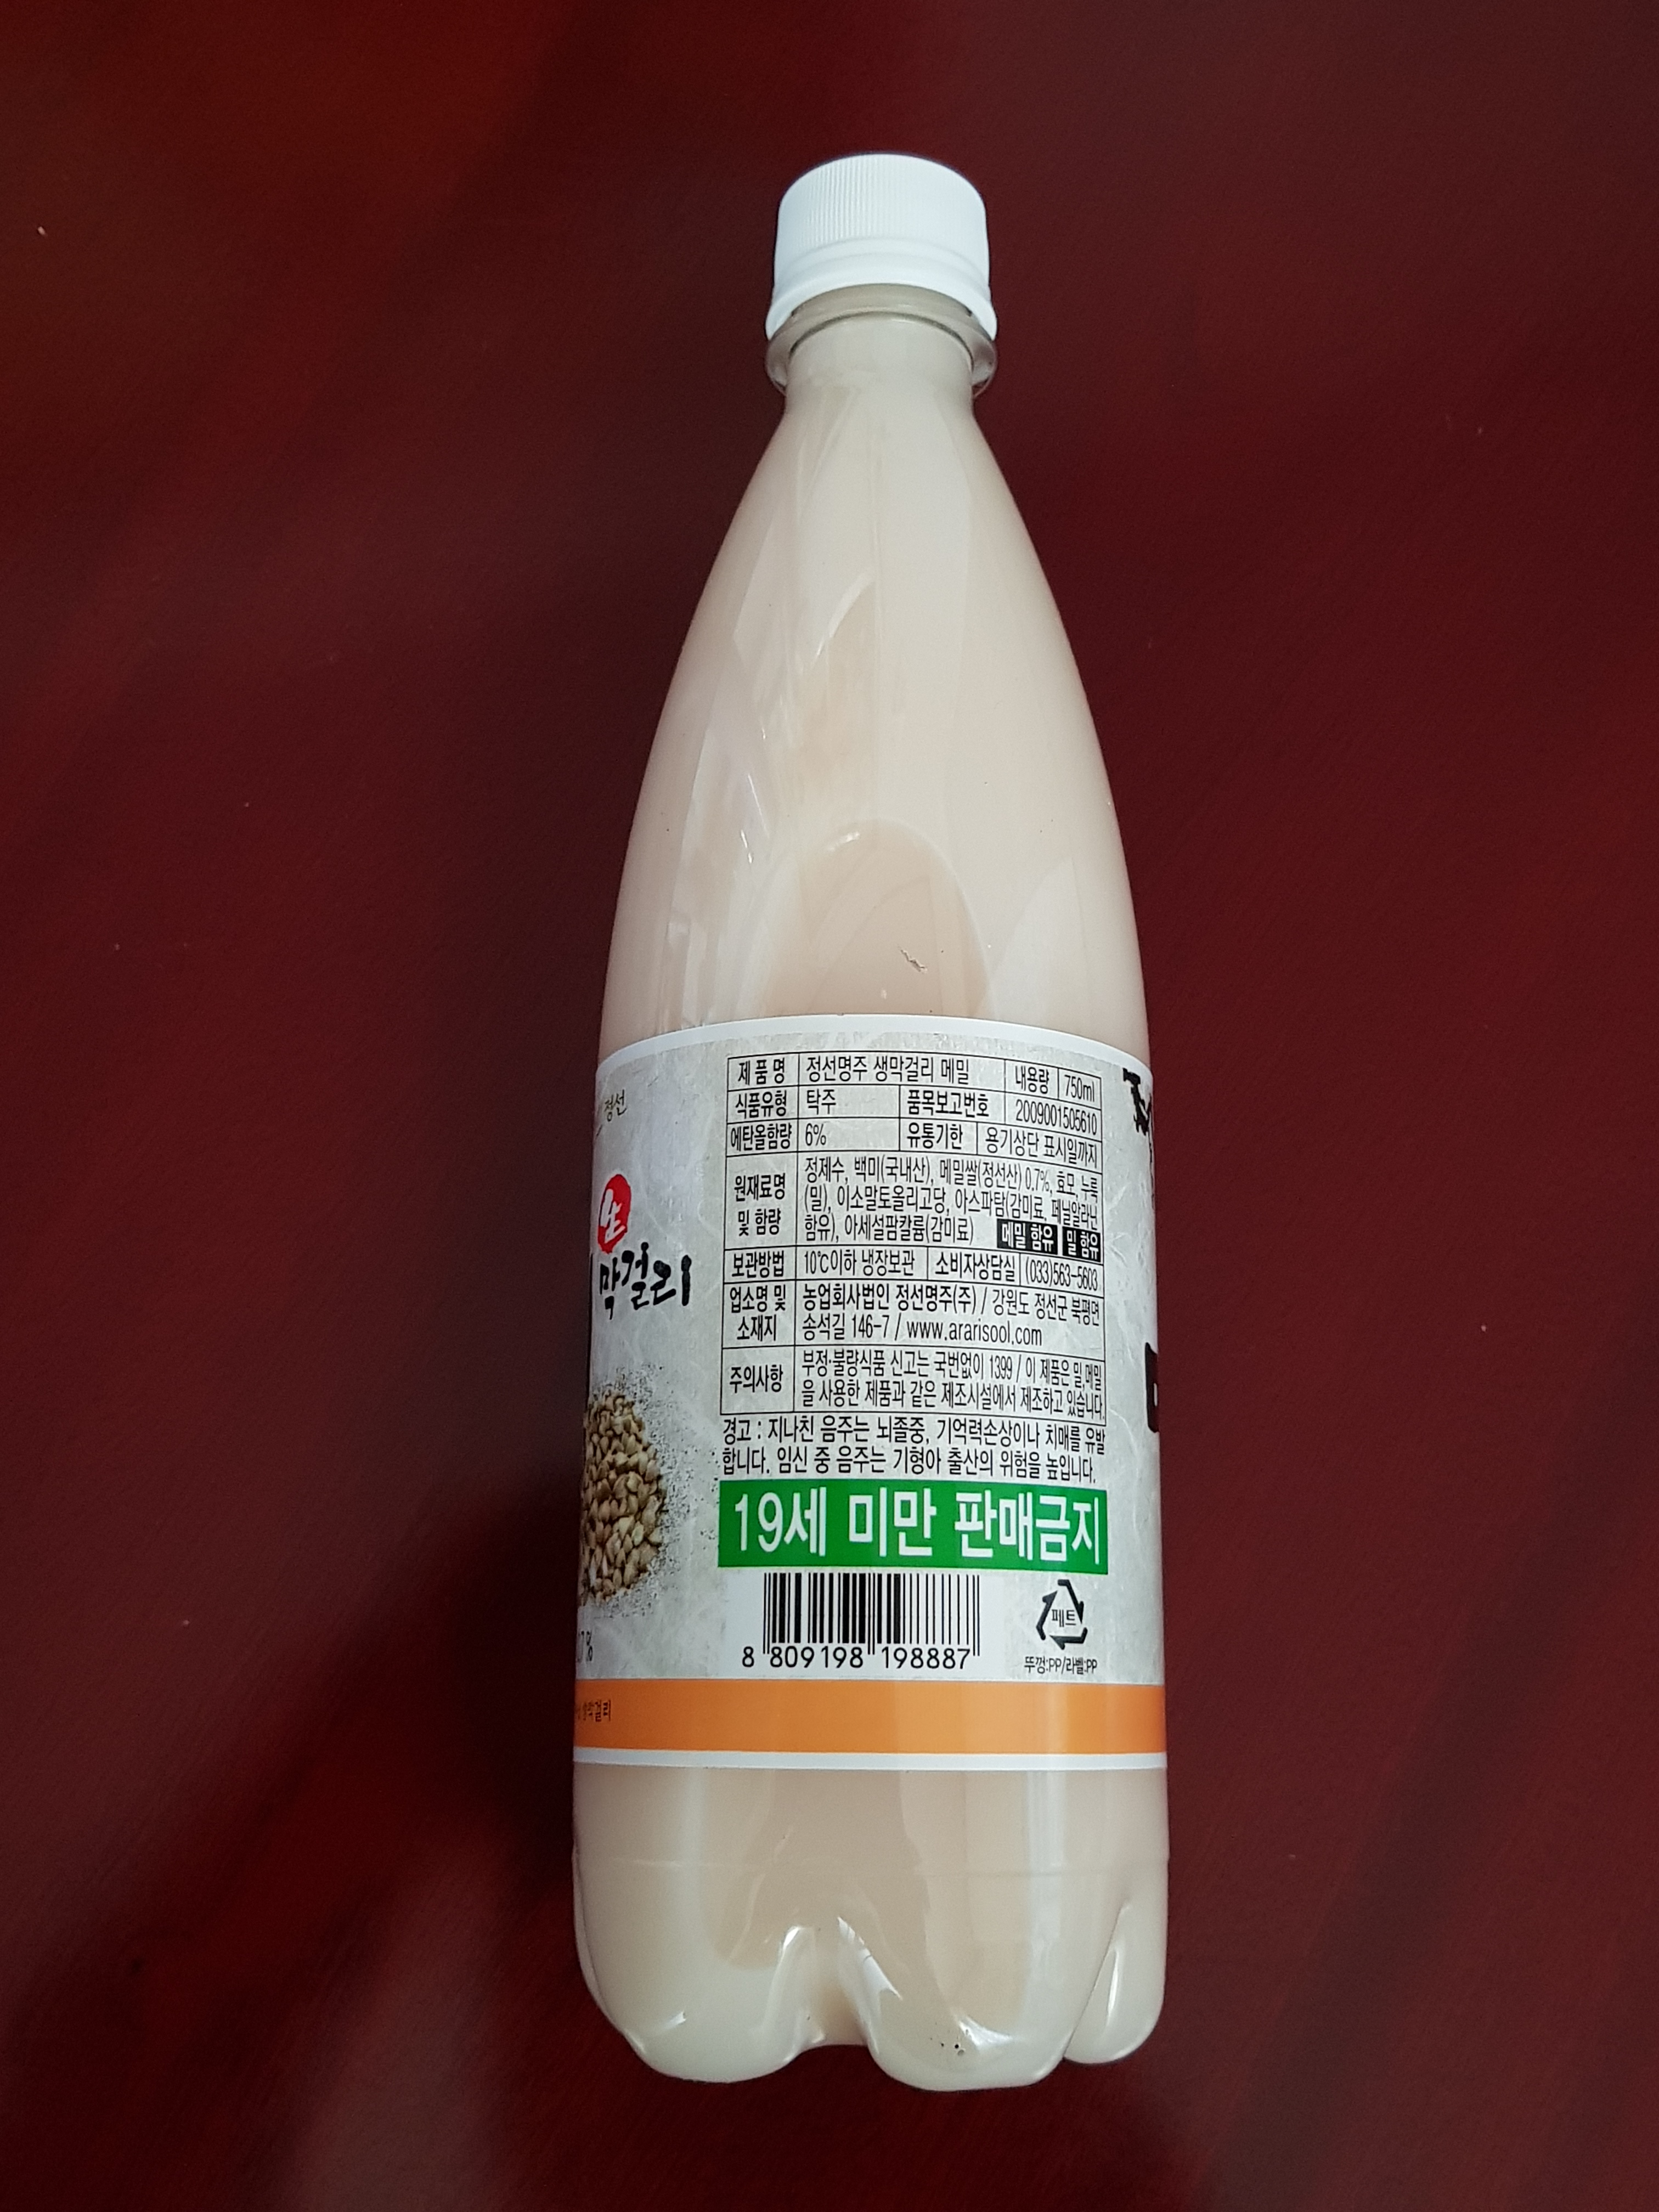 정선
生
막걸리
제품명 정선명주 생막걸리 메밀 내용량 750ml
식품유형 탁주 품목보고번호 2009001505610
에탄올함량 6% 유통기한 용기상단 표시일까지
원재료명 및 함량
정제수, 백미(국내산), 메밀쌀(정선산) 0.7%, 효모, 누룩
(밀), 이소말토올리고당, 아스파탐(감미료, 페닐알라닌
함유), 아세설팜칼륨(감미료) 메밀 함유 밀 함유
보관방법 10℃이하 냉장보관 소비자상담실 (033)563-5603
업소명 및 소재지
농업회사법인 정선명주(주) / 강원도 정선군 북평면
송석길 146-7 / www.ararisool.com
주의사항
부정·불량식품 신고는 국번없이 1399 / 이 제품은 밀,메밀
을 사용한 제품과 같은 제조시설에서 제조하고 있습니다.
경고 : 지나친 음주는 뇌졸중, 기억력손상이나 치매를 유발
합니다. 임신 중 음주는 기형아 출산의 위험을 높입니다.
19세 미만 판매금지
8 809198 198887
페트
뚜껑:PP/라벨:PP
생막걸리